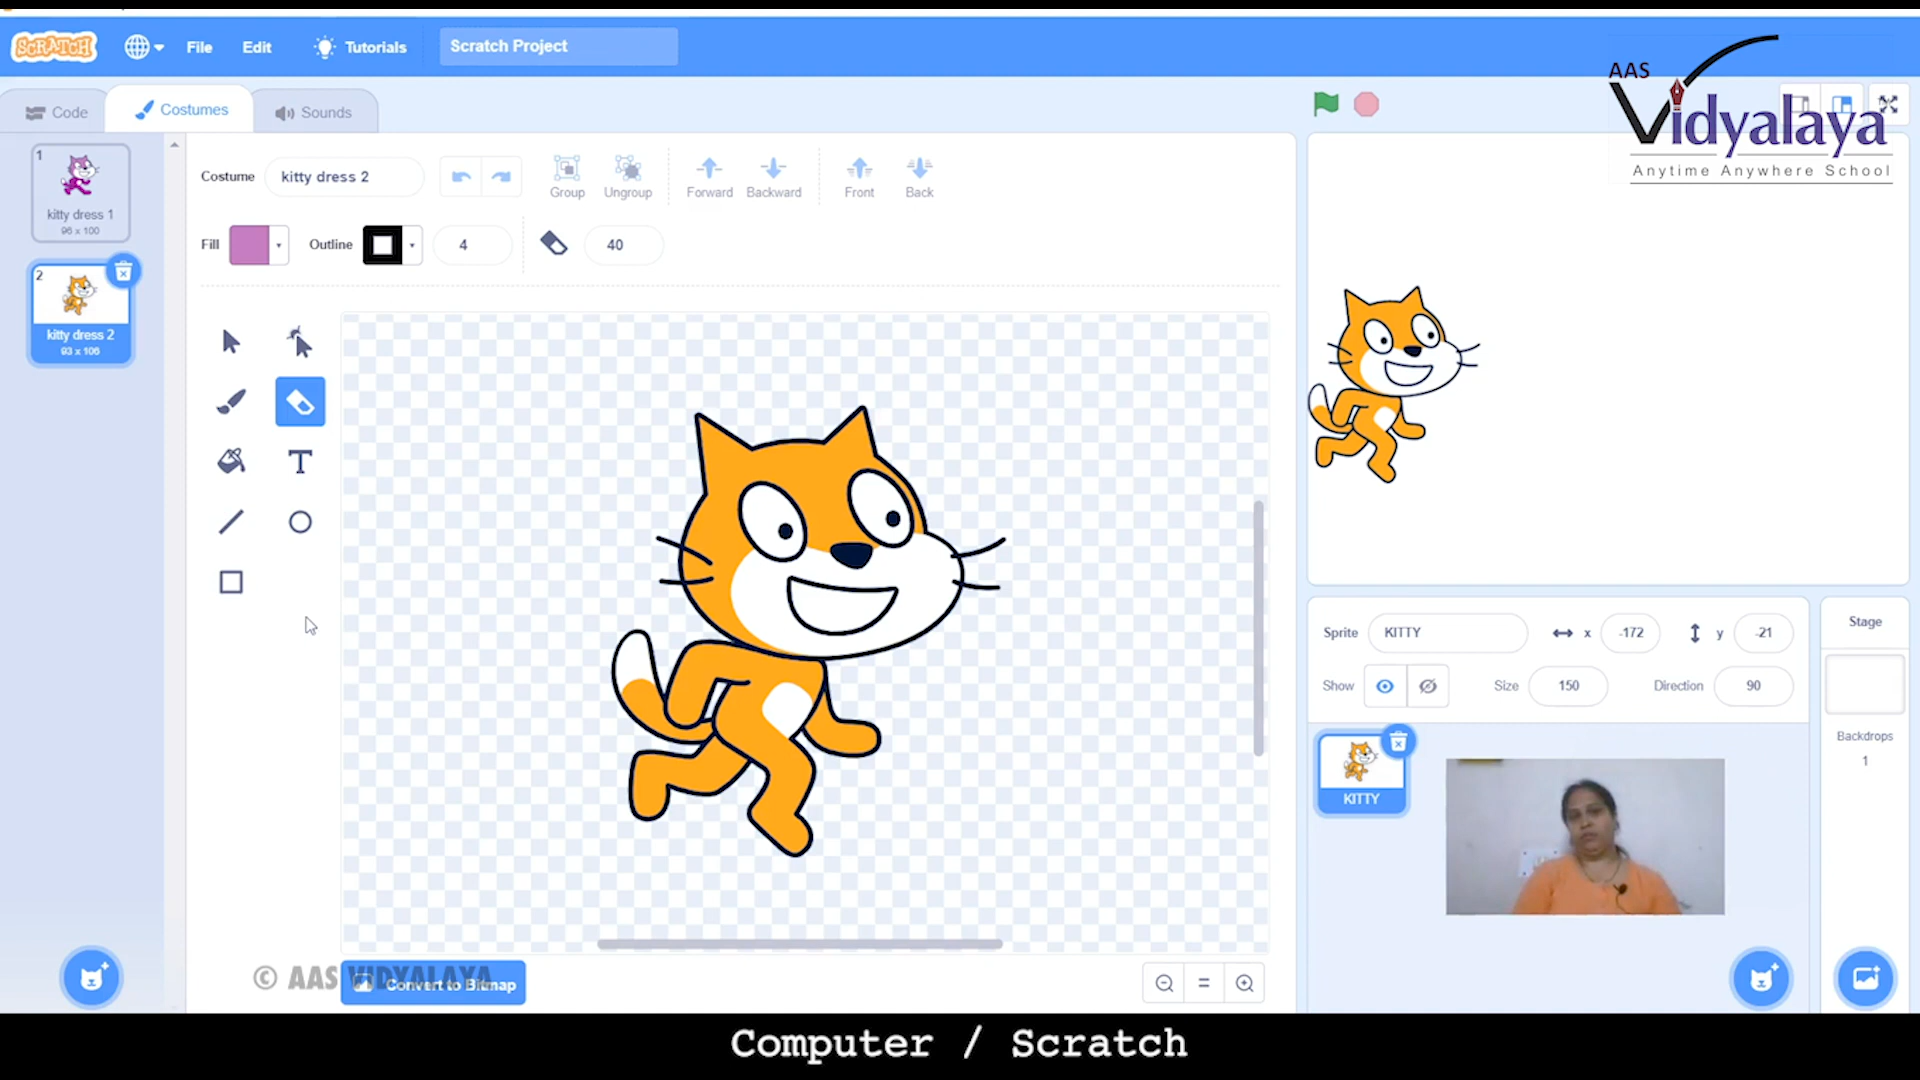 SCRATCH
File
Edit
Tutorials
Scratch Project
AAS
Vidyalaya
Anytime Anywhere School
Code
Costumes
Sounds
1
kitty dress 1
96 x 100
2
kitty dress 2
93 x 106
Costume
kitty dress 2
Group
Ungroup
Forward
Backward
Front
Back
Fill
Outline
4
40
T
Sprite
KITTY
x
-172
y
-21
Show
Size
150
Direction
90
KITTY
Stage
Backdrops
1
© AAS VIDYALAYA
Convert to Bitmap
Computer / Scratch